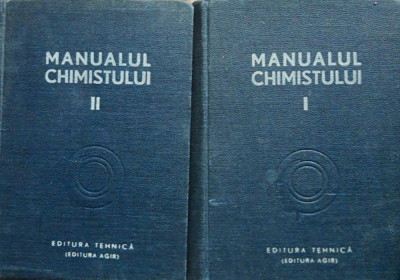 MANUALUL
CHIMISTULUI
II
EDITURA TEHNICĂ
(EDITURA AGIR)
MANUALUL
CHIMISTULUI
I
EDITURA TEHNICĂ
(EDITURA AGIR)